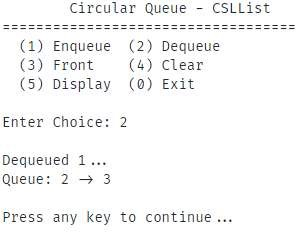 Circular Queue - CSLList
====================================
(1) Enqueue (2) Dequeue
(3) Front (4) Clear
(5) Display (0) Exit
Enter Choice: 2
Dequeued 1...
Queue: 2 → 3
Press any key to continue...